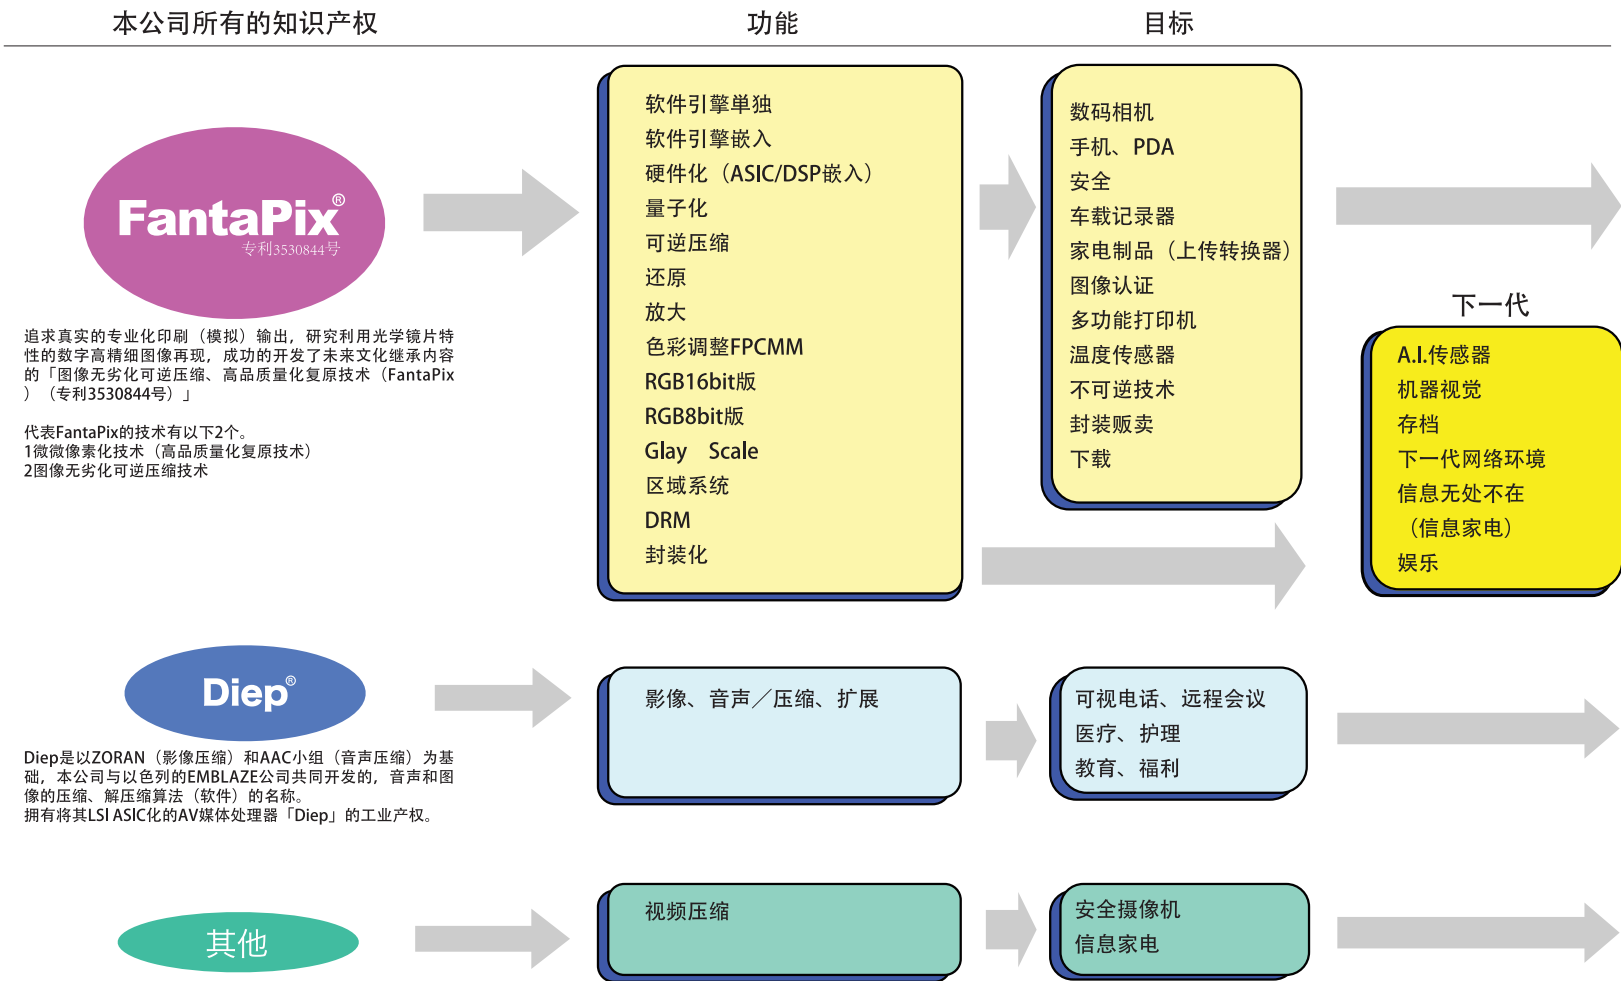 本公司所有的知识产权
功能
目标
FantaPix®
专利3530844号
追求真实的专业化印刷（模拟）输出，研究利用光学镜片特
性的数字高精细图像再现，成功的开发了未来文化继承内容
的「图像无劣化可逆压缩、高品质量化复原技术（FantaPix
）（专利3530844号）」
代表FantaPix的技术有以下2个。
1微微像素化技术（高品质量化复原技术）
2图像无劣化可逆压缩技术
软件引擎単独
软件引擎嵌入
硬件化（ASIC/DSP嵌入）
量子化
可逆压缩
还原
放大
色彩调整FPCMM
RGB16bit版
RGB8bit版
Glay　Scale
区域系统
DRM
封装化
数码相机
手机、PDA
安全
车载记录器
家电制品（上传转换器）
图像认证
多功能打印机
温度传感器
不可逆技术
封装贩卖
下载
下一代
A.I.传感器
机器视觉
存档
下一代网络环境
信息无处不在
（信息家电）
娱乐
Diep®
Diep是以ZORAN（影像压缩）和AAC小组（音声压缩）为基
础，本公司与以色列的EMBLAZE公司共同开发的，音声和图
像的压缩、解压缩算法（软件）的名称。
拥有将其LSI ASIC化的AV媒体处理器「Diep」的工业产权。
影像、音声／压缩、扩展
可视电话、远程会议
医疗、护理
教育、福利
其他
视频压缩
安全摄像机
信息家电